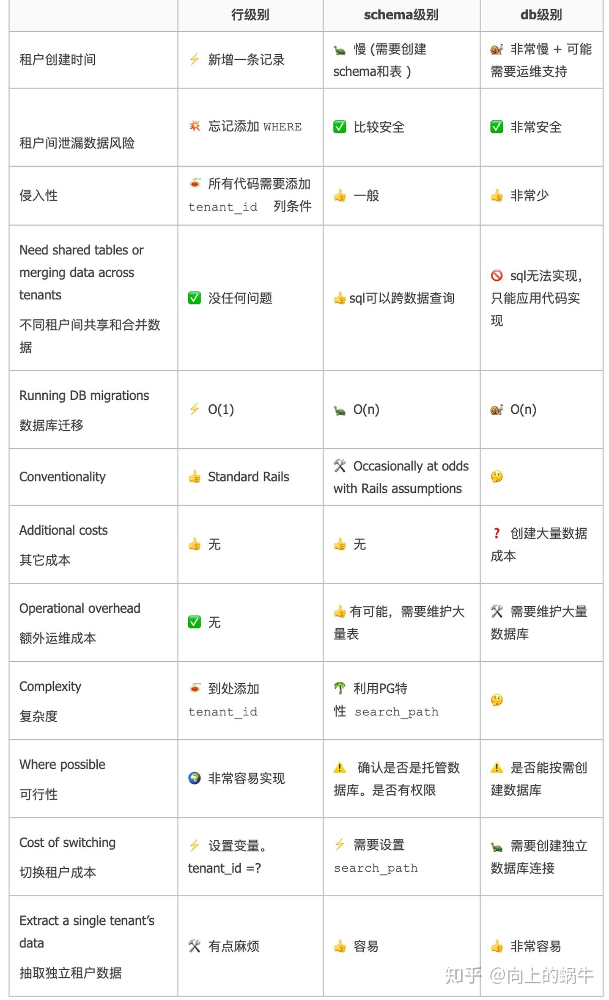 行级别 schema级别 db级别
租户创建时间
⚡ 新增一条记录
🐢 慢 (需要创建
schema和表 )
🐌 非常慢 + 可能
需要运维支持
租户间泄漏数据风险
💥 忘记添加 WHERE
✅ 比较安全
✅ 非常安全
侵入性
🍝 所有代码需要添加
tenant_id 列条件
👍 一般
👍 非常少
Need shared tables or
merging data across
tenants
不同租户间共享和合并数
据
✅ 没任何问题
👍 sql可以跨数据查询
🚫 sql无法实现,
只能应用代码实
现
Running DB migrations
数据库迁移
⚡ O(1)
🐢 O(n)
🐌 O(n)
Conventionality
👍 Standard Rails
🛠 Occasionally at odds
with Rails assumptions
🤔
Additional costs
其它成本
👍 无
👍 无
❓ 创建大量数据
成本
Operational overhead
额外运维成本
✅ 无
👍 有可能，需要维护大
量表
🛠 需要维护大量
数据库
Complexity
复杂度
🍝 到处添加
tenant_id
🌴 利用PG特
性 search_path
🤔
Where possible
可行性
🌍 非常容易实现
⚠️ 确认是否是托管数
据库。是否有权限
⚠️ 是否能按需创
建数据库
Cost of switching
切换租户成本
⚡ 设置变量。
tenant_id =?
⚡ 需要设置
search_path
🐢 需要创建独立
数据库连接
Extract a single tenant’s
data
抽取独立租户数据
🛠 有点麻烦
👍 容易
👍 非常容易
知乎 @向上的蜗牛